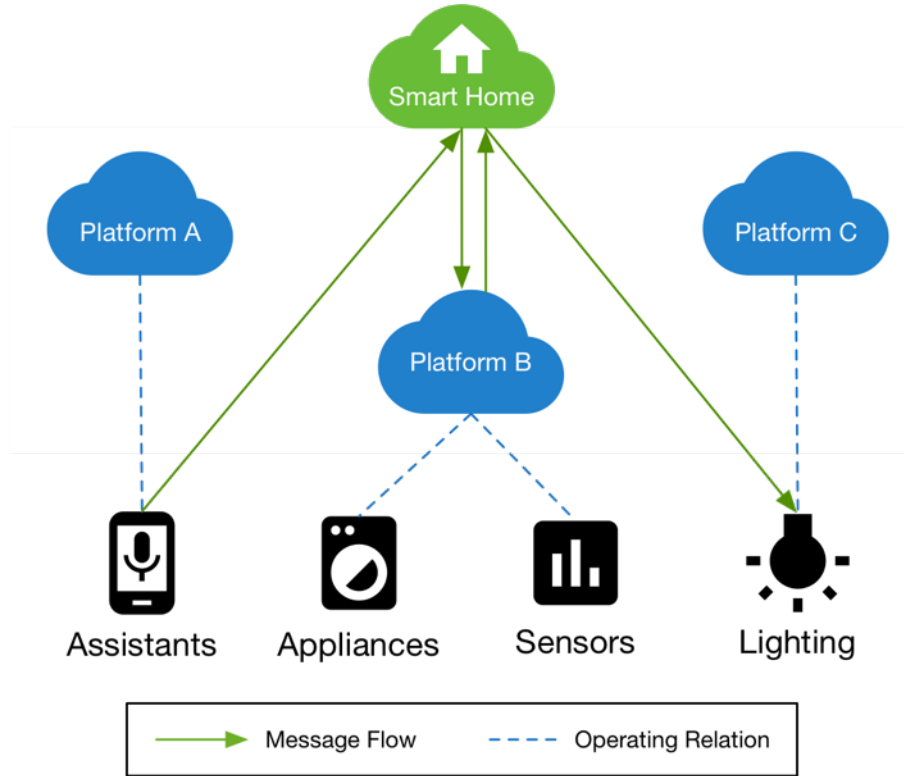 Smart Home
Platform A
Platform C
Platform B
Assistants
Appliances
Sensors
Lighting
Message Flow
Operating Relation